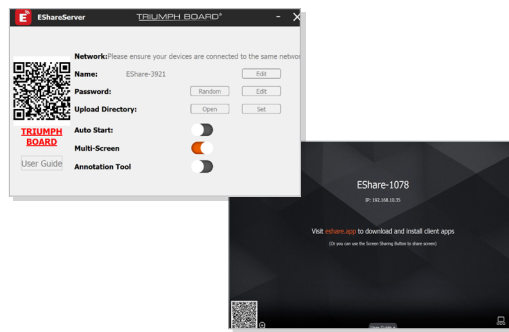 E EShareServer TRIUMPH BOARD®
Network:Please ensure your devices are connected to the same networ
Name: EShare-3921 Edit
Password: Random Edit
Upload Directory: Open Set
Auto Start:
Multi-Screen
Annotation Tool
TRIUMPH
BOARD
User Guide
EShare-1078
IP: 192.168.10.35
Visit eshare.app to download and install client apps
(Or you can use the Screen Sharing Button to share screen)
User Guide